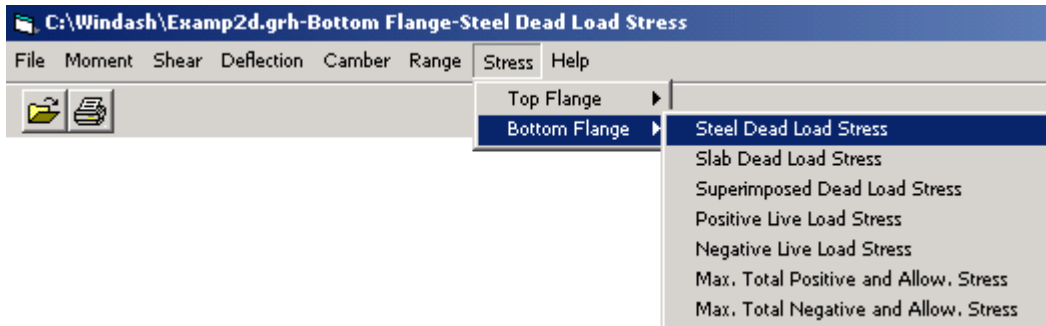 C:\Windash\Examp2d.grh-Bottom Flange-Steel Dead Load Stress
File Moment Shear Deflection Camber Range Stress Help
Top Flange
Bottom Flange
Steel Dead Load Stress
Slab Dead Load Stress
Superimposed Dead Load Stress
Positive Live Load Stress
Negative Live Load Stress
Max. Total Positive and Allow. Stress
Max. Total Negative and Allow. Stress